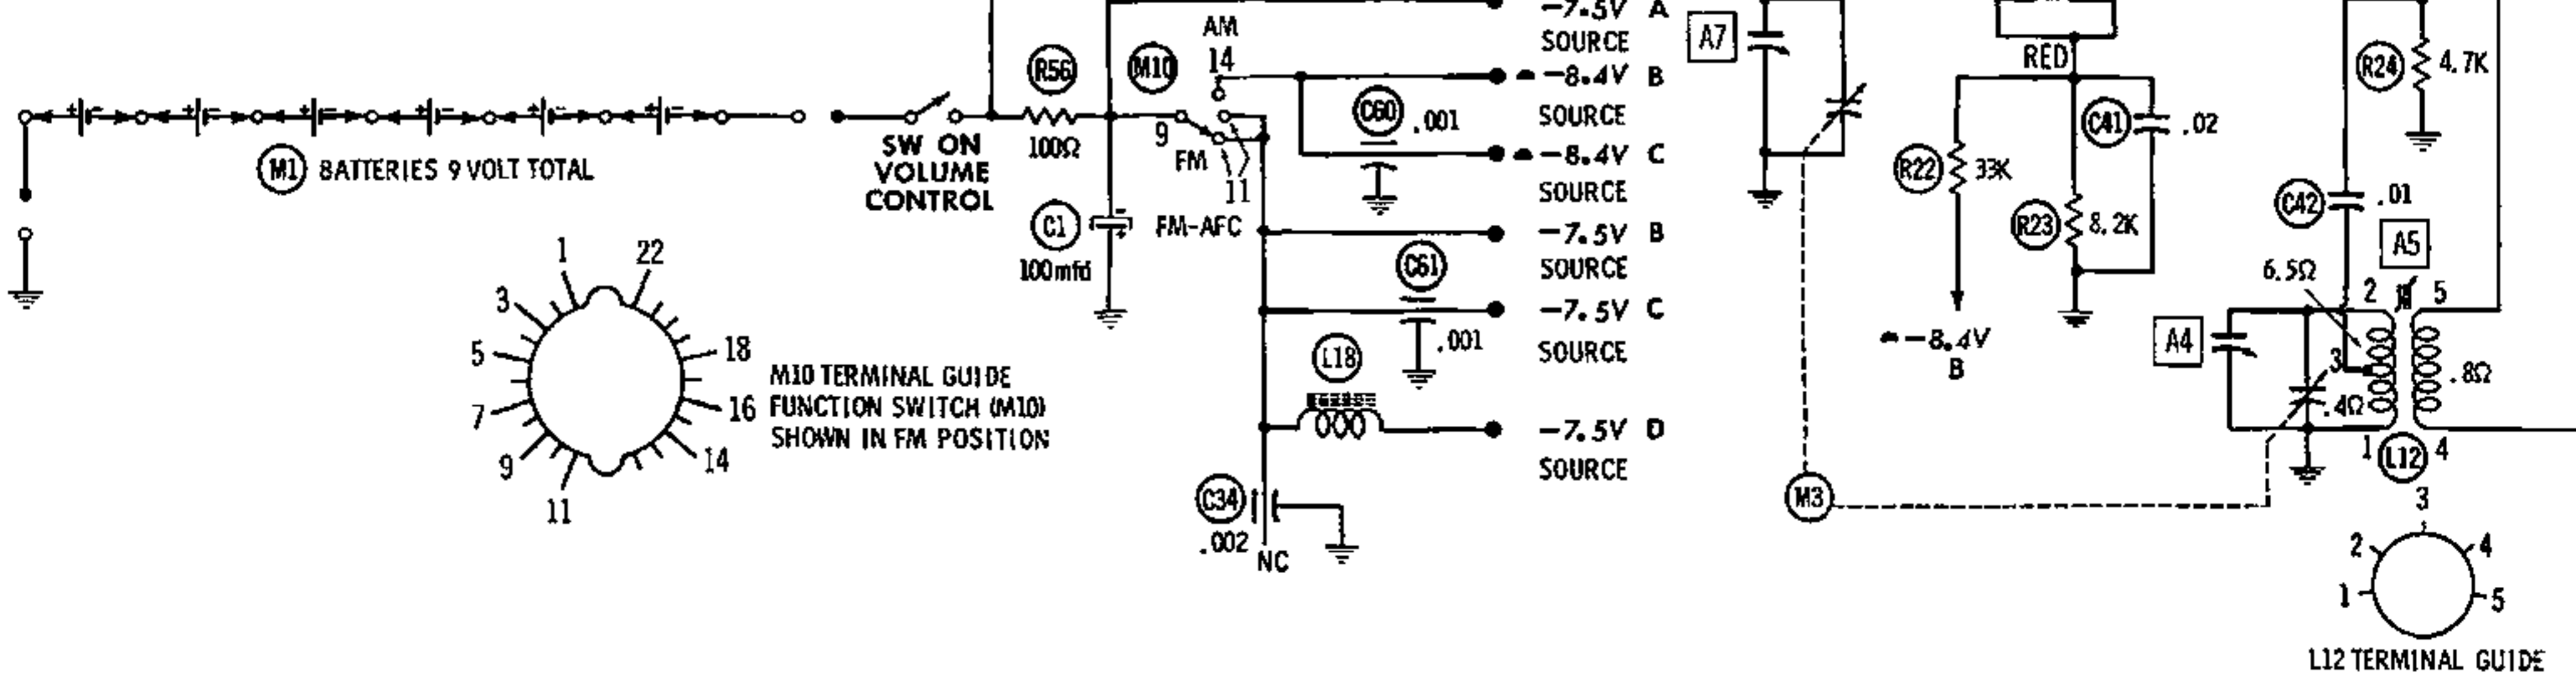 -7.5V A
SOURCE
AM
14
R56
M10
-8.4V B
SOURCE
C60
.001
-8.4V C
SOURCE
100Ω
9
FM
11
FM-AFC
M1 BATTERIES 9 VOLT TOTAL
SW ON
VOLUME
CONTROL
C1
100mfd
-7.5V B
SOURCE
C61
.001
-7.5V C
SOURCE
L18
-7.5V D
SOURCE
C34
.002
NC
1
22
3
5
7
9
11
18
16
14
M10 TERMINAL GUIDE
FUNCTION SWITCH (M10)
SHOWN IN FM POSITION
A7
RED
R22
33K
C41
.02
R23
8.2K
-8.4V
B
M3
R24
4.7K
C42
.01
A5
6.5Ω
2
5
A4
3
.4Ω
.8Ω
1
L12
4
3
2
4
1
5
L12 TERMINAL GUIDE